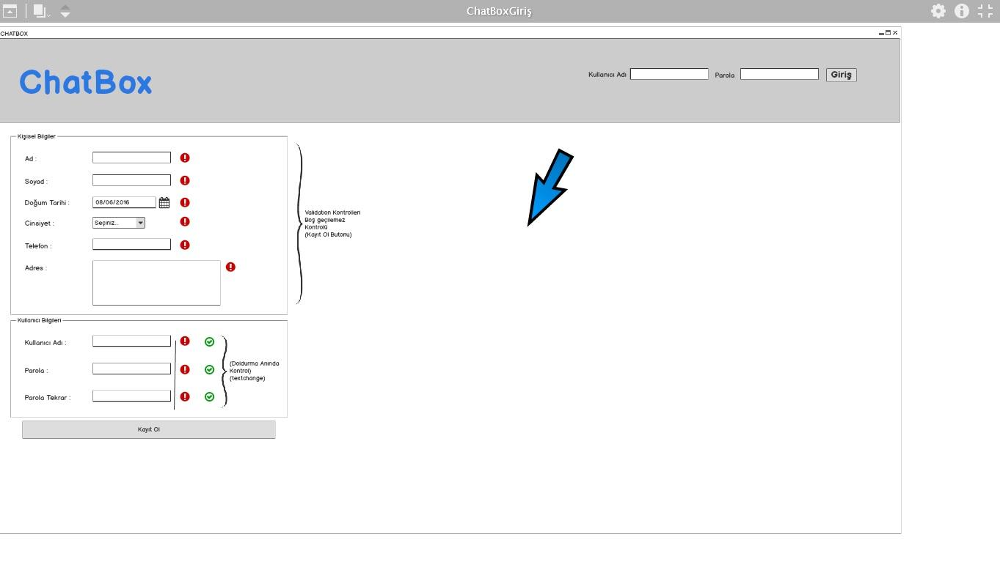 ChatBoxGiriş
CHATBOX
ChatBox
Kullanıcı Adı
Parola
Giriş
Kişisel Bilgiler
Ad :
Soyad :
Doğum Tarihi :
08/06/2016
Cinsiyet :
Seçiniz...
Telefon :
Adres :
Validation Kontrolleri
Boş geçilemez
Kontrolü
(Kayıt Ol Butonu)
Kullanıcı Bilgileri
Kullanıcı Adı :
Parola :
Parola Tekrar :
(Doldurma Anında
Kontrol)
(textchange)
Kayıt Ol